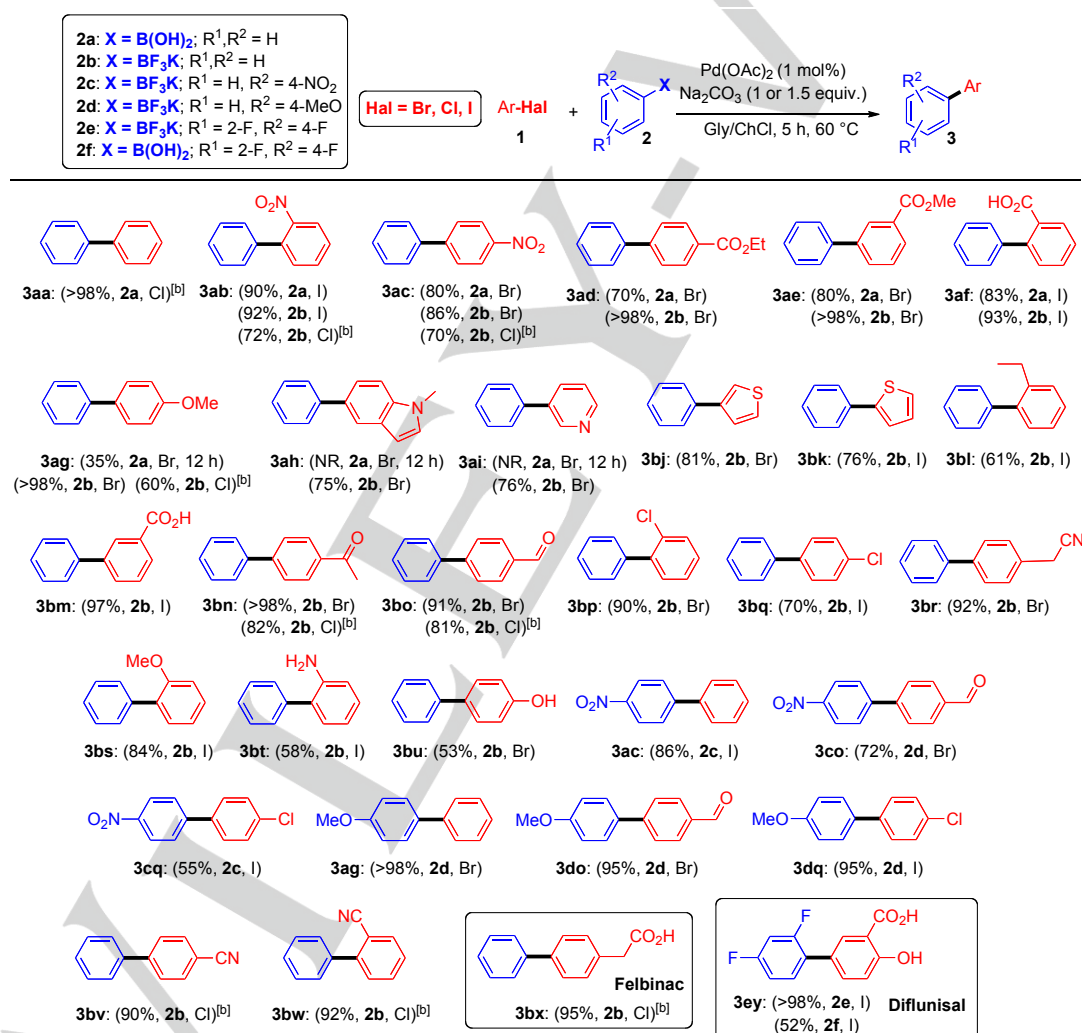 2a: X = B(OH)2; R1,R2 = H
2b: X = BF3K; R1,R2 = H
2c: X = BF3K; R1 = H, R2 = 4-NO2
2d: X = BF3K; R1 = H, R2 = 4-MeO
2e: X = BF3K; R1 = 2-F, R2 = 4-F
2f: X = B(OH)2; R1 = 2-F, R2 = 4-F
Hal = Br, Cl, I
Ar-Hal
1
+
R2
X
R1
2
Pd(OAc)2 (1 mol%)
Na2CO3 (1 or 1.5 equiv.)
Gly/ChCl, 5 h, 60 °C
R2
Ar
R1
3
O2N
NO2
CO2Et
CO2Me
HO2C
3aa: (>98%, 2a, Cl)[b]
3ab: (90%, 2a, I)
(92%, 2b, I)
(72%, 2b, Cl)[b]
3ac: (80%, 2a, Br)
(86%, 2b, Br)
(70%, 2b, Cl)[b]
3ad: (70%, 2a, Br)
(>98%, 2b, Br)
3ae: (80%, 2a, Br)
(>98%, 2b, Br)
3af: (83%, 2a, I)
(93%, 2b, I)
OMe
N
N
S
S
3ag: (35%, 2a, Br, 12 h)
(>98%, 2b, Br) (60%, 2b, Cl)[b]
3ah: (NR, 2a, Br, 12 h)
(75%, 2b, Br)
3ai: (NR, 2a, Br, 12 h)
(76%, 2b, Br)
3bj: (81%, 2b, Br)
3bk: (76%, 2b, I)
3bl: (61%, 2b, I)
CO2H
O
O
Cl
Cl
CN
3bm: (97%, 2b, I)
3bn: (>98%, 2b, Br)
(82%, 2b, Cl)[b]
3bo: (91%, 2b, Br)
(81%, 2b, Cl)[b]
3bp: (90%, 2b, Br)
3bq: (70%, 2b, I)
3br: (92%, 2b, Br)
MeO
H2N
OH
O2N
O2N
O
3bs: (84%, 2b, I)
3bt: (58%, 2b, I)
3bu: (53%, 2b, Br)
3ac: (86%, 2c, I)
3co: (72%, 2d, Br)
O2N
Cl
MeO
MeO
O
MeO
Cl
3cq: (55%, 2c, I)
3ag: (>98%, 2d, Br)
3do: (95%, 2d, Br)
3dq: (95%, 2d, I)
CN
NC
CO2H
Felbinac
F
F
CO2H
OH
Diflunisal
3bv: (90%, 2b, Cl)[b]
3bw: (92%, 2b, Cl)[b]
3bx: (95%, 2b, Cl)[b]
3ey: (>98%, 2e, I)
(52%, 2f, I)